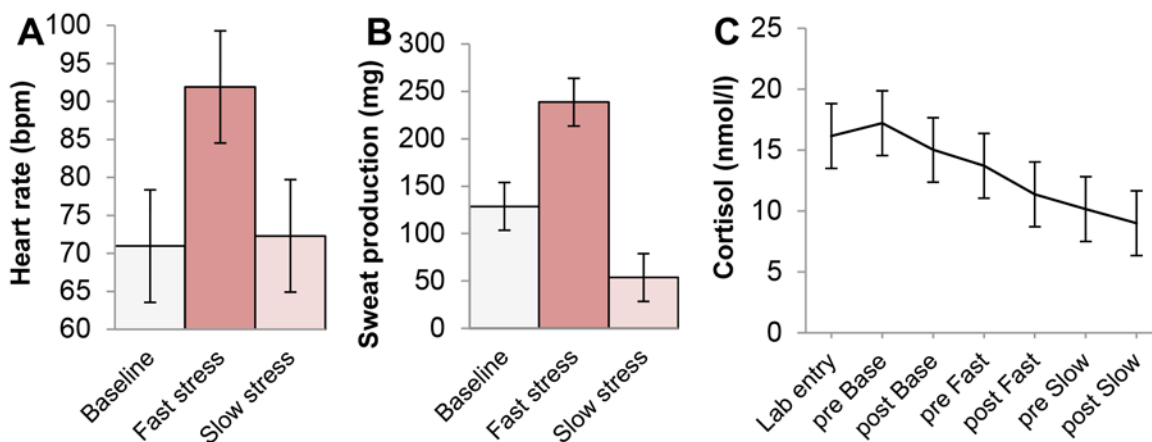 A
Heart rate (bpm)
100
95
90
85
80
75
70
65
60
Baseline
Fast stress
Slow stress
B
Sweat production (mg)
300
250
200
150
100
50
0
Baseline
Fast stress
Slow stress
C
Cortisol (nmol/l)
25
20
15
10
5
0
Lab entry
pre Base
post Base
pre Fast
post Fast
pre Slow
post Slow